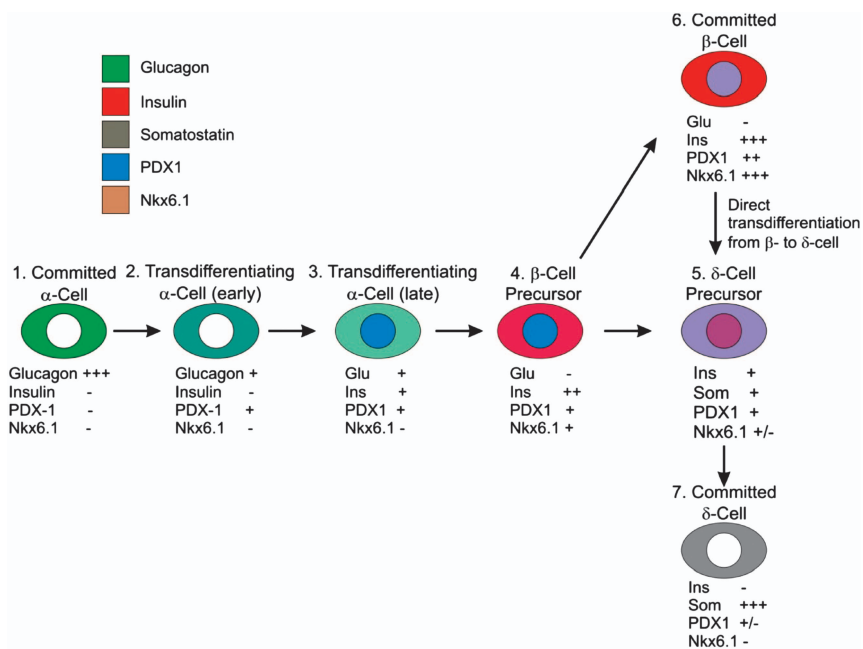 Glucagon
Insulin
Somatostatin
PDX1
Nkx6.1
6. Committed
β-Cell
Glu -
Ins +++
PDX1 ++
Nkx6.1 +++
Direct
transdifferentiation
from β- to δ-cell
1. Committed
α-Cell
Glucagon +++
Insulin -
PDX-1 -
Nkx6.1 -
2. Transdifferentiating
α-Cell (early)
Glucagon +
Insulin -
PDX-1 +
Nkx6.1 -
3. Transdifferentiating
α-Cell (late)
Glu +
Ins +
PDX1 +
Nkx6.1 -
4. β-Cell
Precursor
Glu -
Ins ++
PDX1 +
Nkx6.1 +
5. δ-Cell
Precursor
Ins +
Som +
PDX1 +
Nkx6.1 +/-
7. Committed
δ-Cell
Ins -
Som +++
PDX1 +/-
Nkx6.1 -